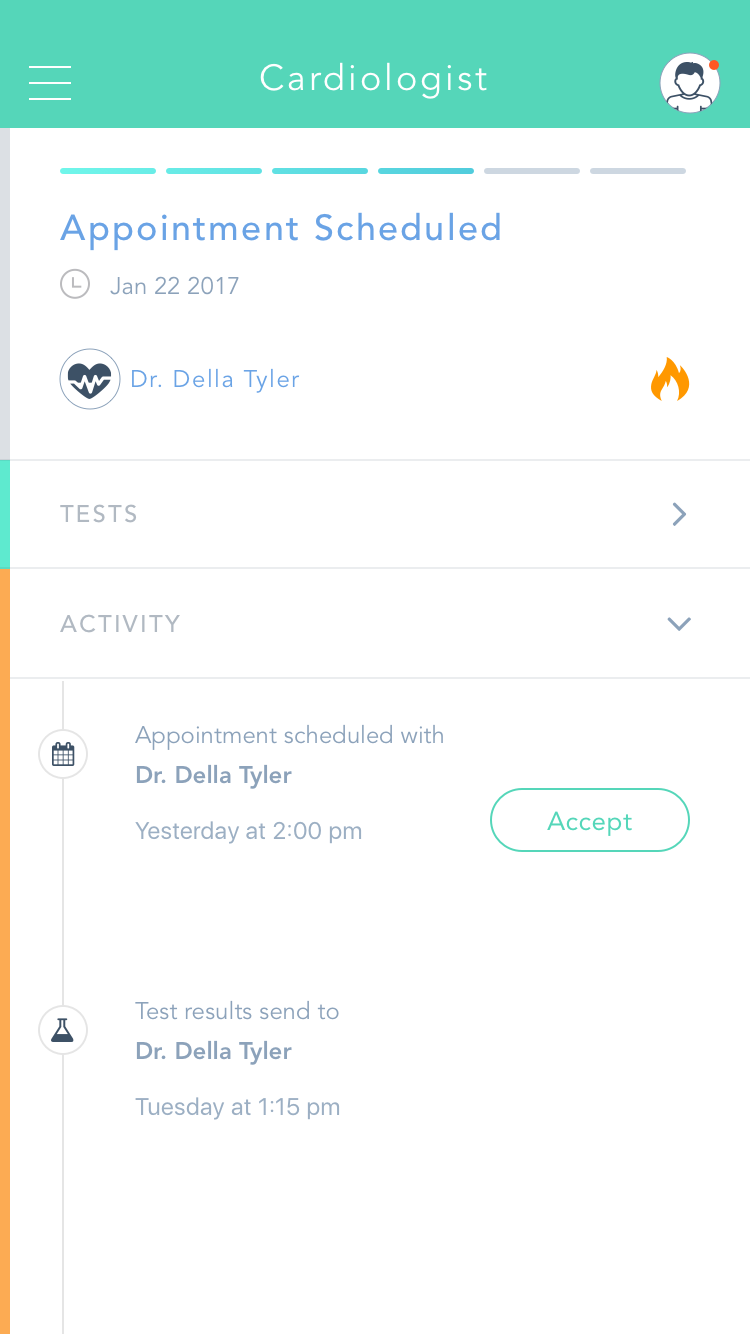 Cardiologist
Appointment Scheduled
Jan 22 2017
Dr. Della Tyler
TESTS
ACTIVITY
Appointment scheduled with
Dr. Della Tyler
Yesterday at 2:00 pm
Accept
Test results send to
Dr. Della Tyler
Tuesday at 1:15 pm